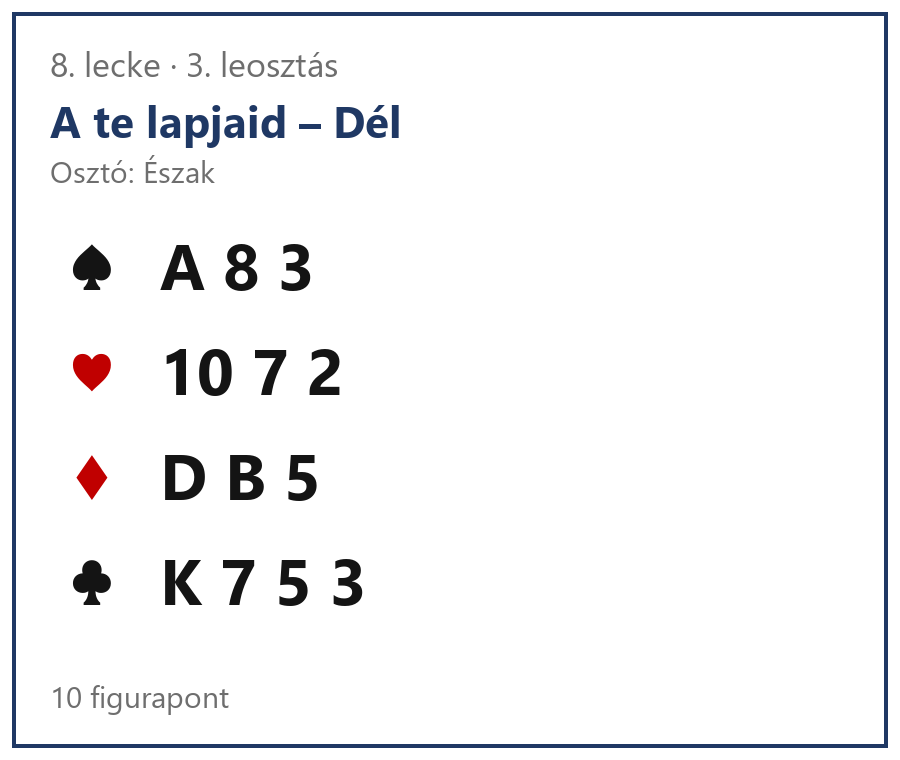 8. lecke · 3. leosztás
A te lapjaid – Dél
Osztó: Észak
♠ A 8 3
♥ 10 7 2
♦ D B 5
♣ K 7 5 3
10 figurapont